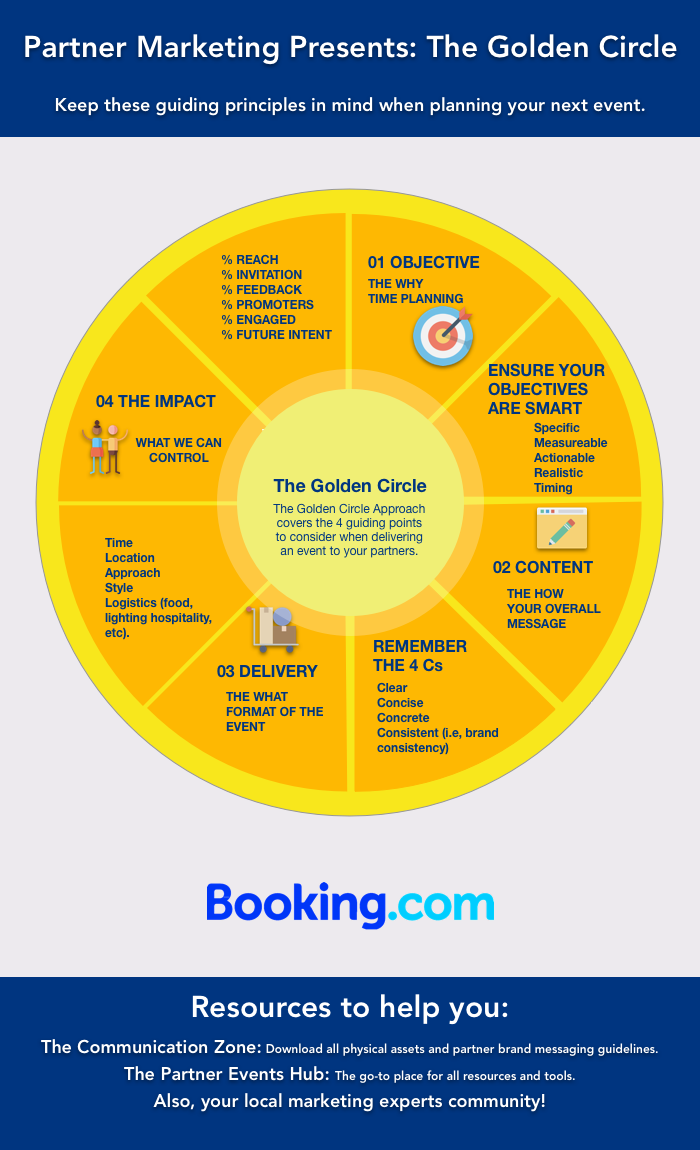 Partner Marketing Presents: The Golden Circle
Keep these guiding principles in mind when planning your next event.
01 OBJECTIVE
THE WHY
TIME PLANNING
ENSURE YOUR
OBJECTIVES
ARE SMART
Specific
Measureable
Actionable
Realistic
Timing
02 CONTENT
THE HOW
YOUR OVERALL
MESSAGE
REMEMBER
THE 4 Cs
Clear
Concise
Concrete
Consistent (i.e, brand
consistency)
03 DELIVERY
THE WHAT
FORMAT OF THE
EVENT
Time
Location
Approach
Style
Logistics (food,
lighting hospitality,
etc).
04 THE IMPACT
WHAT WE CAN
CONTROL
% REACH
% INVITATION
% FEEDBACK
% PROMOTERS
% ENGAGED
% FUTURE INTENT
The Golden Circle
The Golden Circle Approach
covers the 4 guiding points
to consider when delivering
an event to your partners.
Booking.com
Resources to help you:
The Communication Zone: Download all physical assets and partner brand messaging guidelines.
The Partner Events Hub: The go-to place for all resources and tools.
Also, your local marketing experts community!